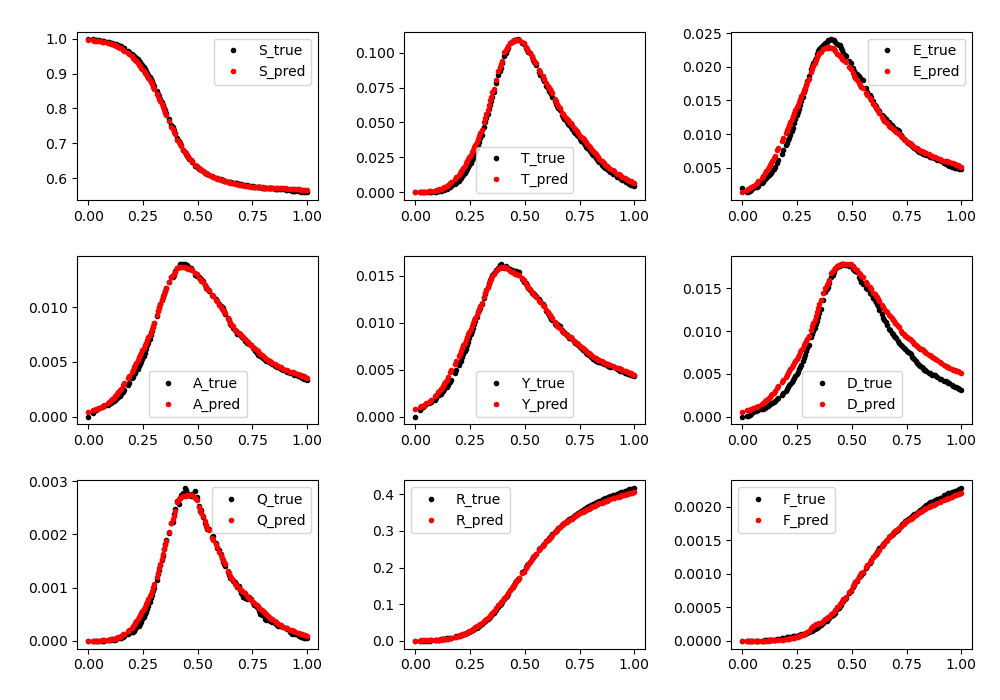 1.0
0.9
0.8
0.7
0.6
0.00 0.25 0.50 0.75 1.00
S_true
S_pred
0.100
0.075
0.050
0.025
0.000
0.00 0.25 0.50 0.75 1.00
T_true
T_pred
0.025
0.020
0.015
0.010
0.005
0.00 0.25 0.50 0.75 1.00
E_true
E_pred
0.010
0.005
0.000
0.00 0.25 0.50 0.75 1.00
A_true
A_pred
0.015
0.010
0.005
0.000
0.00 0.25 0.50 0.75 1.00
Y_true
Y_pred
0.015
0.010
0.005
0.000
0.00 0.25 0.50 0.75 1.00
D_true
D_pred
0.003
0.002
0.001
0.000
0.00 0.25 0.50 0.75 1.00
Q_true
Q_pred
0.4
0.3
0.2
0.1
0.0
0.00 0.25 0.50 0.75 1.00
R_true
R_pred
0.0020
0.0015
0.0010
0.0005
0.0000
0.00 0.25 0.50 0.75 1.00
F_true
F_pred